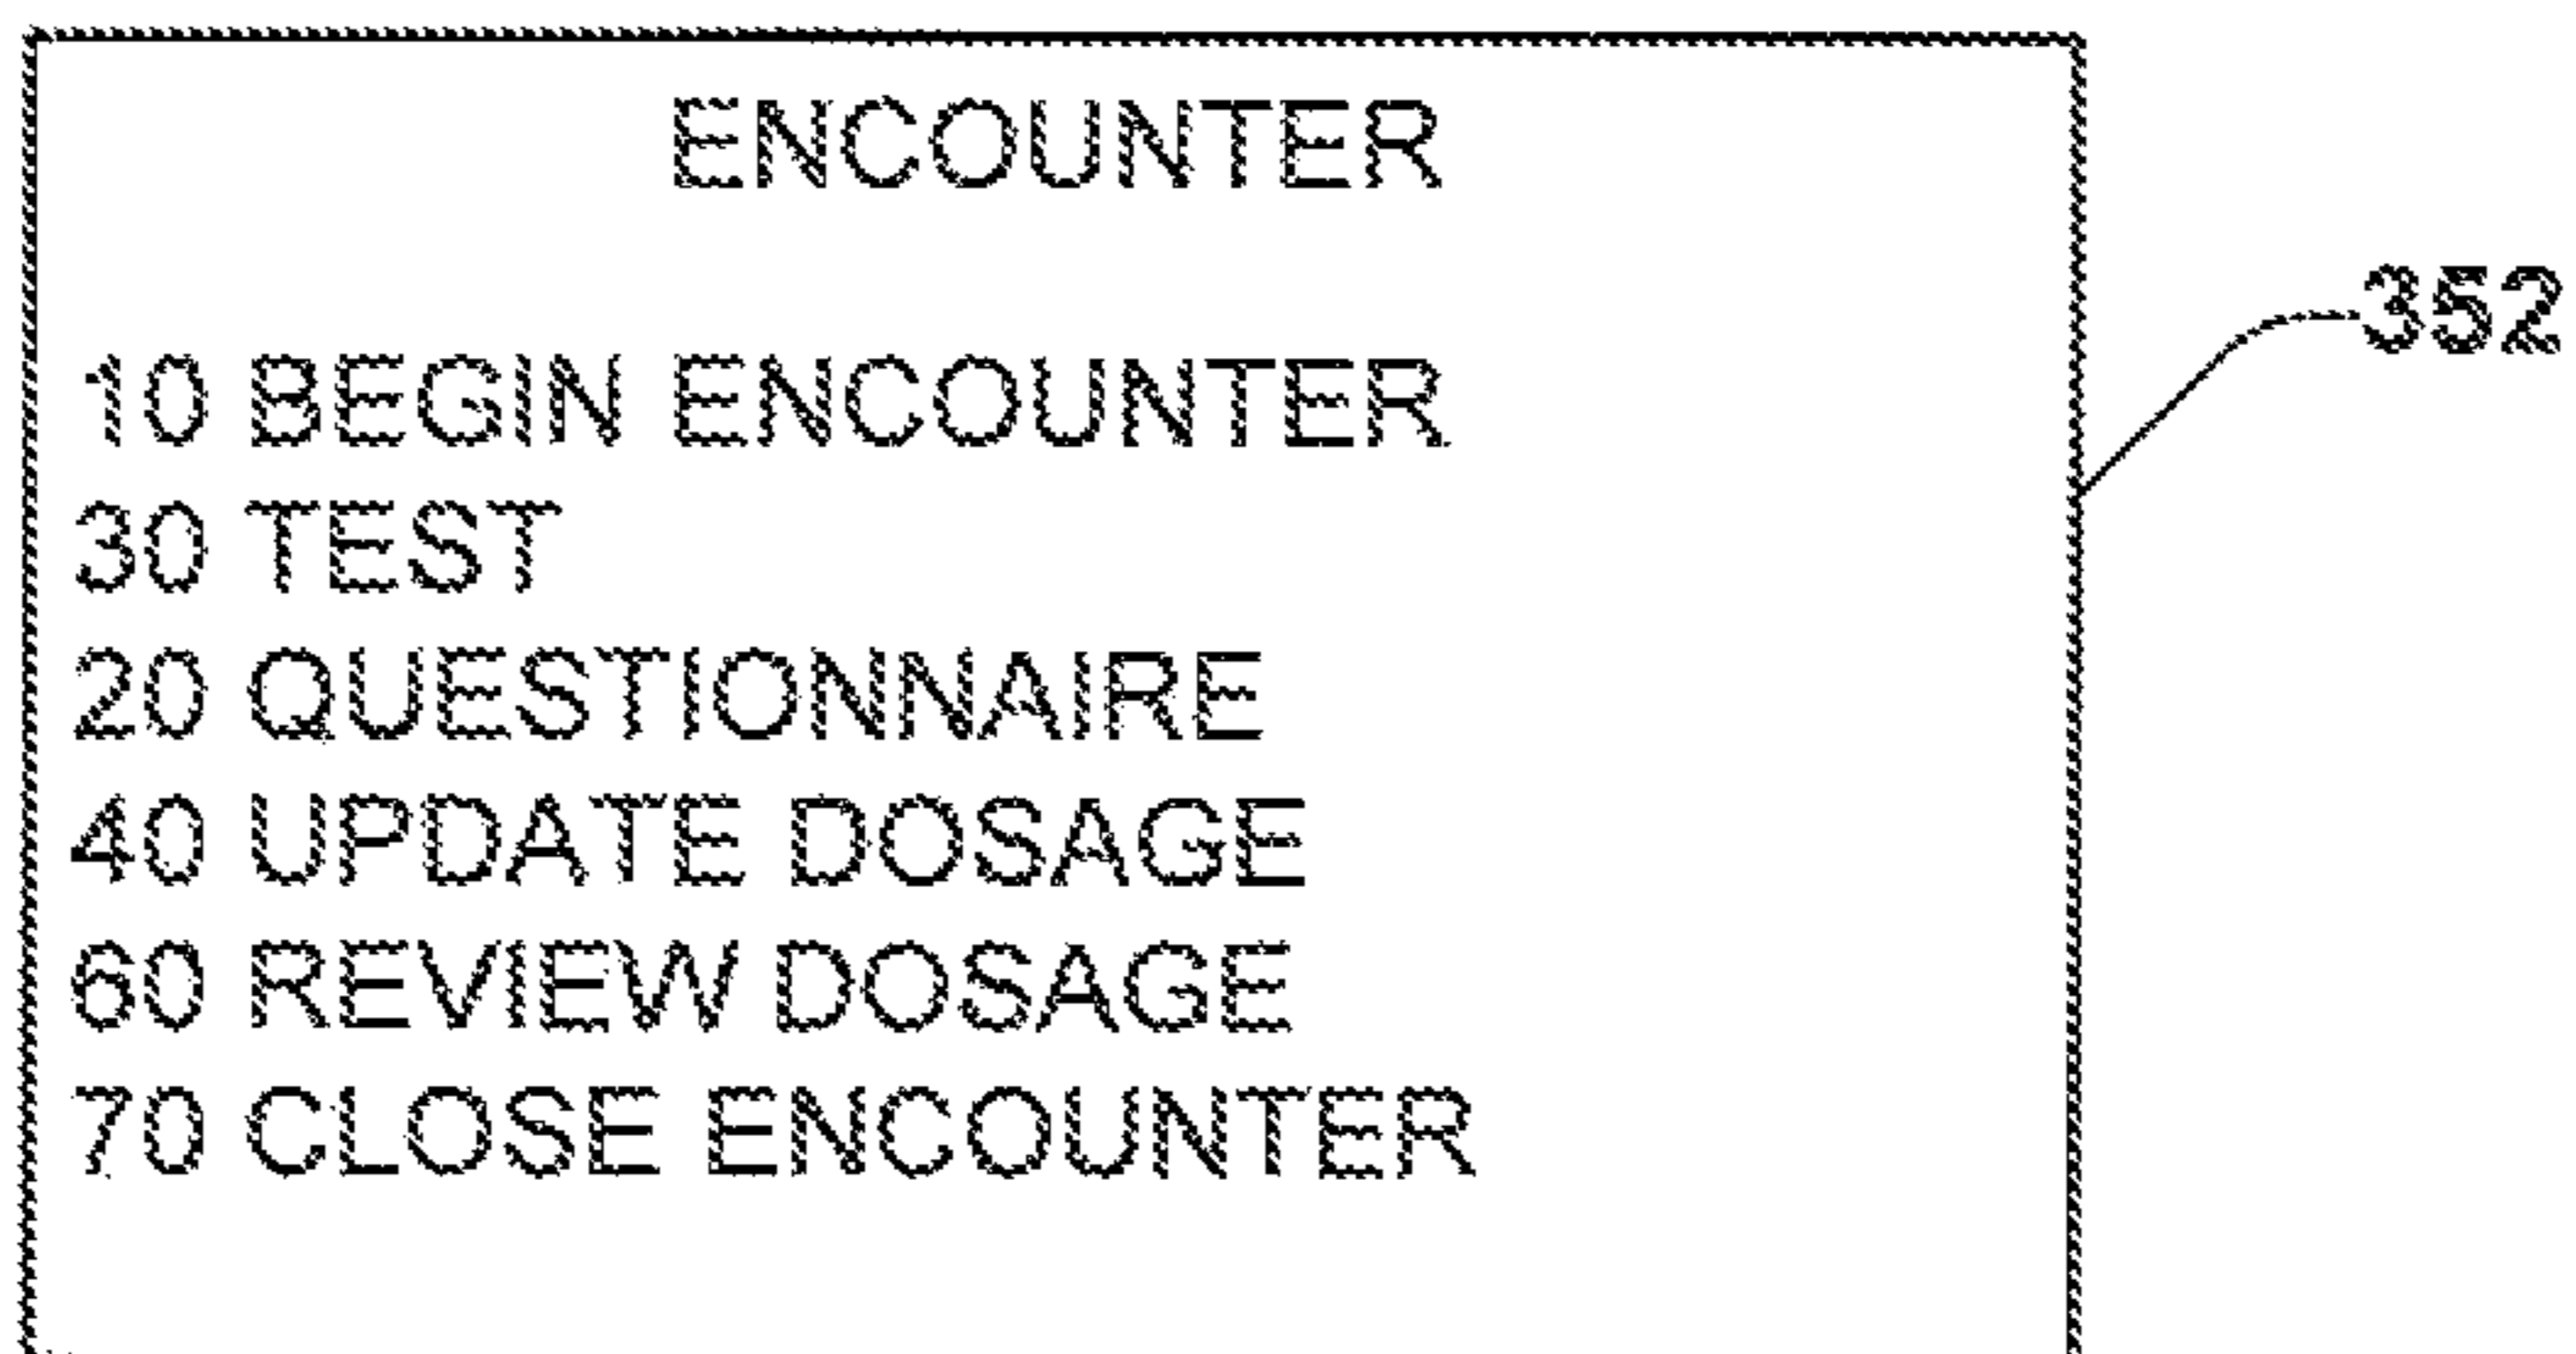 ENCOUNTER
352
10 BEGIN ENCOUNTER
30 TEST
20 QUESTIONNAIRE
40 UPDATE DOSAGE
60 REVIEW DOSAGE
70 CLOSE ENCOUNTER